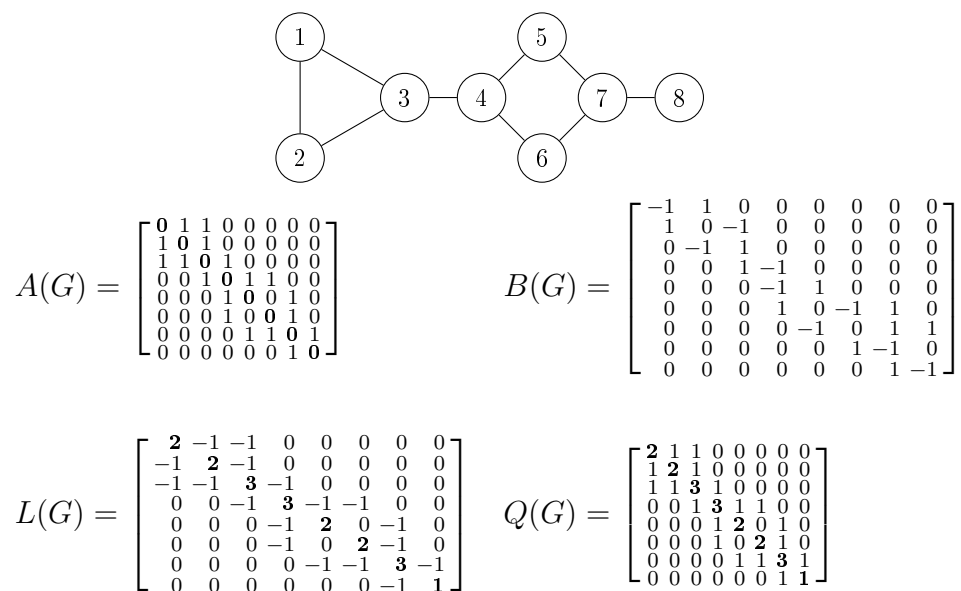 1 5
3 4 7 8
2 6
A(G) =
0 1 1 0 0 0 0 0
1 0 1 0 0 0 0 0
1 1 0 1 0 0 0 0
0 0 1 0 1 1 0 0
0 0 0 1 0 0 1 0
0 0 0 1 0 0 1 0
0 0 0 0 1 1 0 1
0 0 0 0 0 0 1 0
B(G) =
−1 1 0 0 0 0 0 0
1 0 −1 0 0 0 0 0
0 −1 1 0 0 0 0 0
0 0 1 −1 0 0 0 0
0 0 0 −1 1 0 0 0
0 0 0 1 0 −1 1 0
0 0 0 0 −1 0 1 1
0 0 0 0 0 1 −1 0
0 0 0 0 0 0 1 −1
L(G) =
2 −1 −1 0 0 0 0 0
−1 2 −1 0 0 0 0 0
−1 −1 3 −1 0 0 0 0
0 0 −1 3 −1 −1 0 0
0 0 0 −1 2 0 −1 0
0 0 0 −1 0 2 −1 0
0 0 0 0 −1 −1 3 −1
0 0 0 0 0 0 −1 1
Q(G) =
2 1 1 0 0 0 0 0
1 2 1 0 0 0 0 0
1 1 3 1 0 0 0 0
0 0 1 3 1 1 0 0
0 0 0 1 2 0 1 0
0 0 0 1 0 2 1 0
0 0 0 0 1 1 3 1
0 0 0 0 0 0 1 1